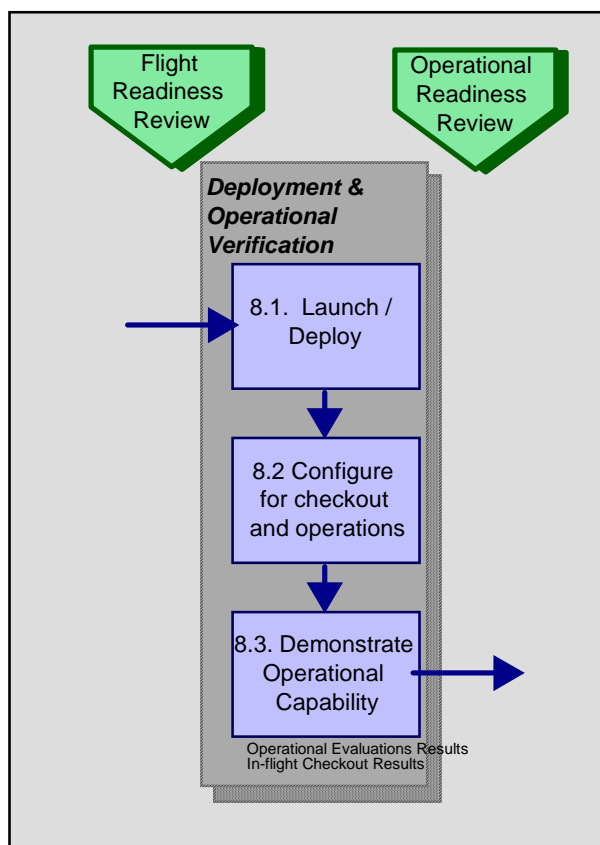 Flight
Readiness
Review
Operational
Readiness
Review
Deployment &
Operational
Verification
8.1. Launch /
Deploy
8.2 Configure
for checkout
and operations
8.3. Demonstrate
Operational
Capability
Operational Evaluations Results
In-flight Checkout Results